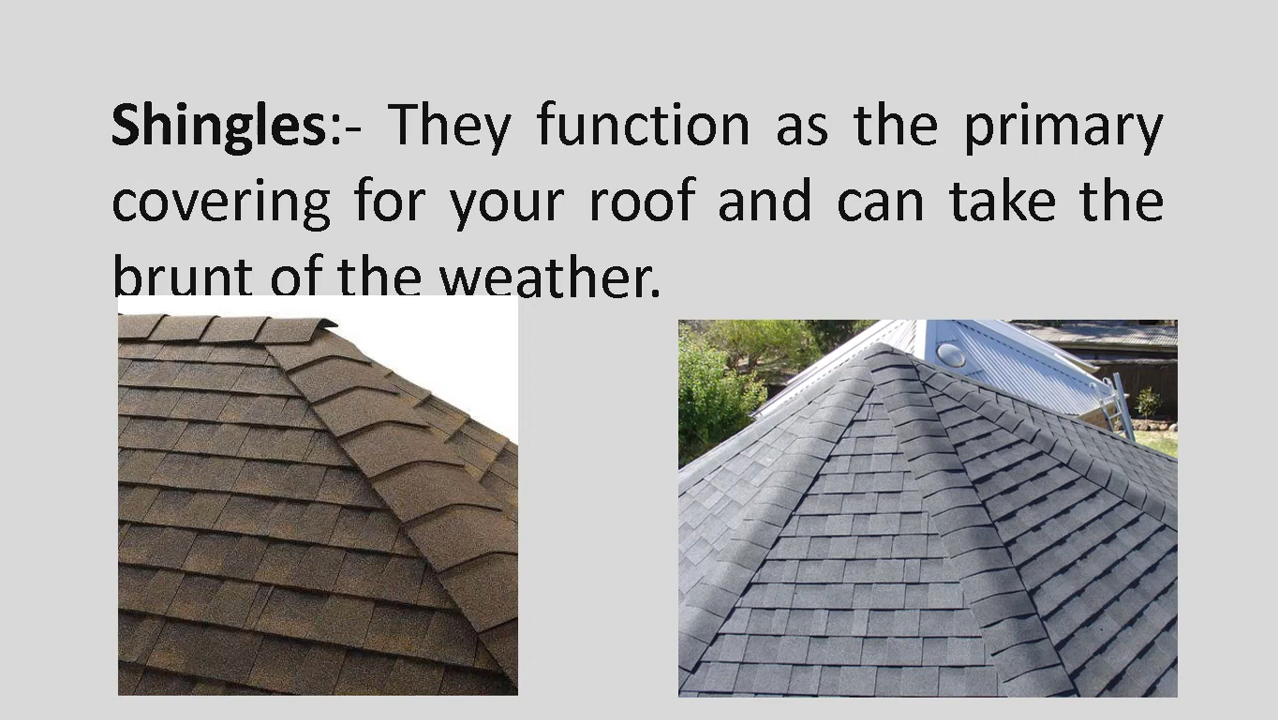 Shingles:- They function as the primary
covering for your roof and can take the
brunt of the weather.